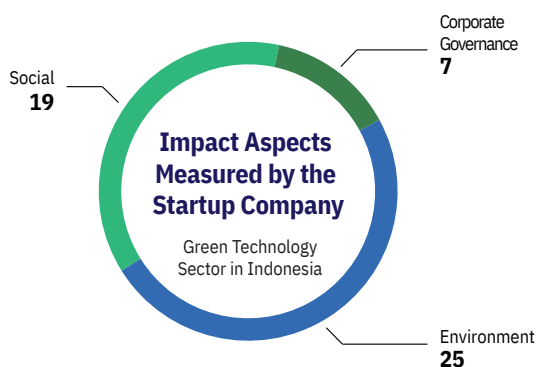 Corporate
Governance
7
Social
19
Impact Aspects
Measured by the
Startup Company
Green Technology
Sector in Indonesia
Environment
25